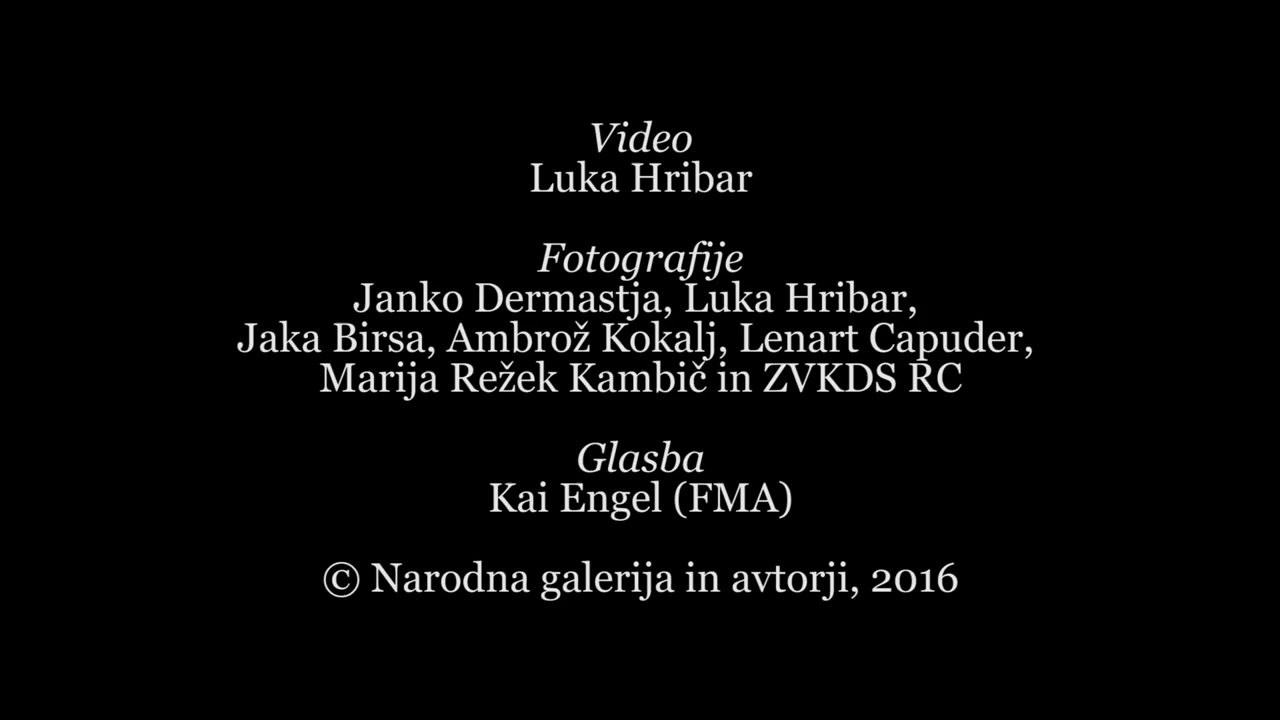 Video
Luka Hribar
Fotografije
Janko Dermastja, Luka Hribar,
Jaka Birsa, Ambrož Kokalj, Lenart Capuder,
Marija Režek Kambič in ZVKDS RC
Glasba
Kai Engel (FMA)
© Narodna galerija in avtorji, 2016